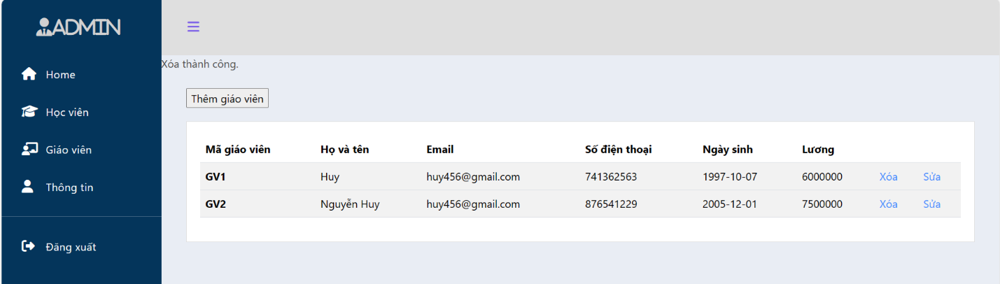 ADMIN
Home
Học viên
Giáo viên
Thông tin
Đăng xuất
Xóa thành công.
Thêm giáo viên
Mã giáo viên Họ và tên Email Số điện thoại Ngày sinh Lương
GV1 Huy huy456@gmail.com 741362563 1997-10-07 6000000 Xóa Sửa
GV2 Nguyễn Huy huy456@gmail.com 876541229 2005-12-01 7500000 Xóa Sửa